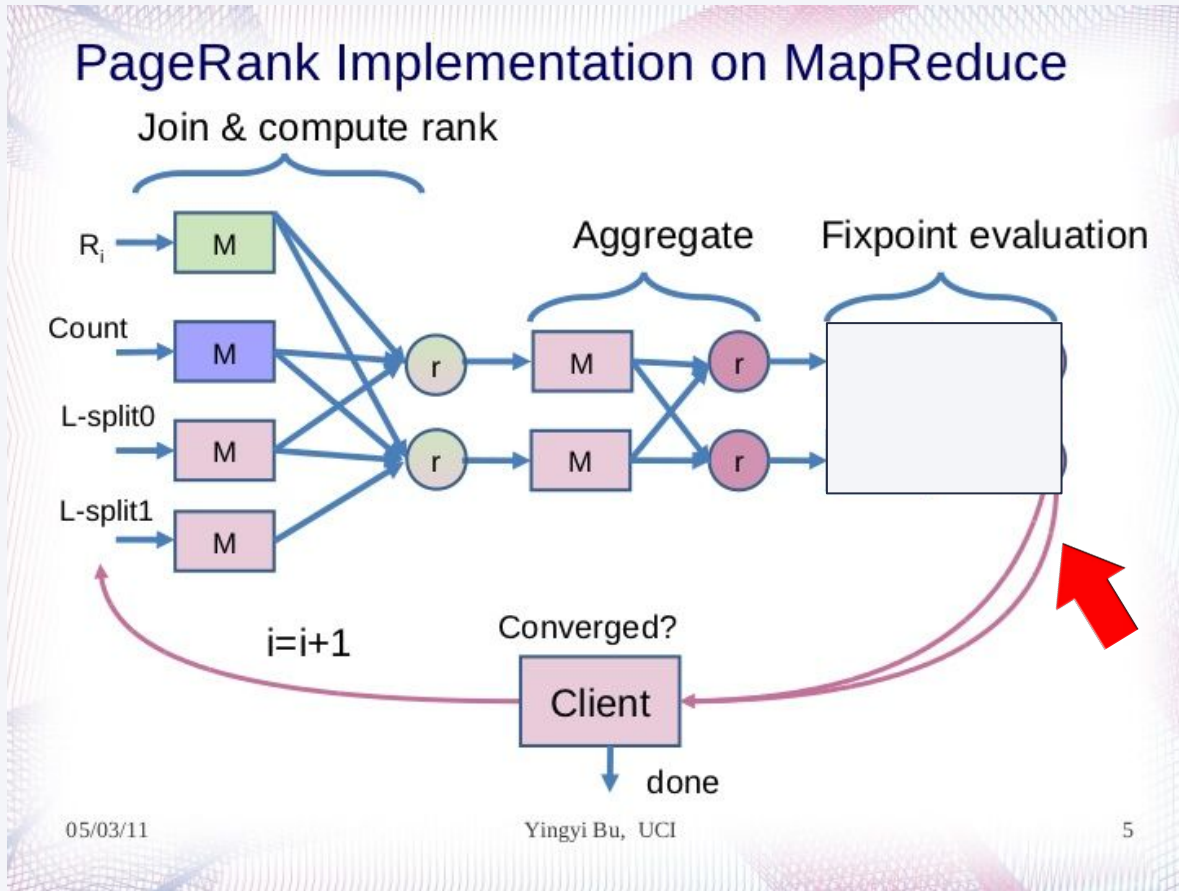 PageRank Implementation on MapReduce
Join & compute rank
Aggregate
Fixpoint evaluation
Ri
M
Count
M
L-split0
M
L-split1
M
r
r
M
M
r
r
i=i+1
Converged?
Client
done
05/03/11
Yingyi Bu, UCI
5